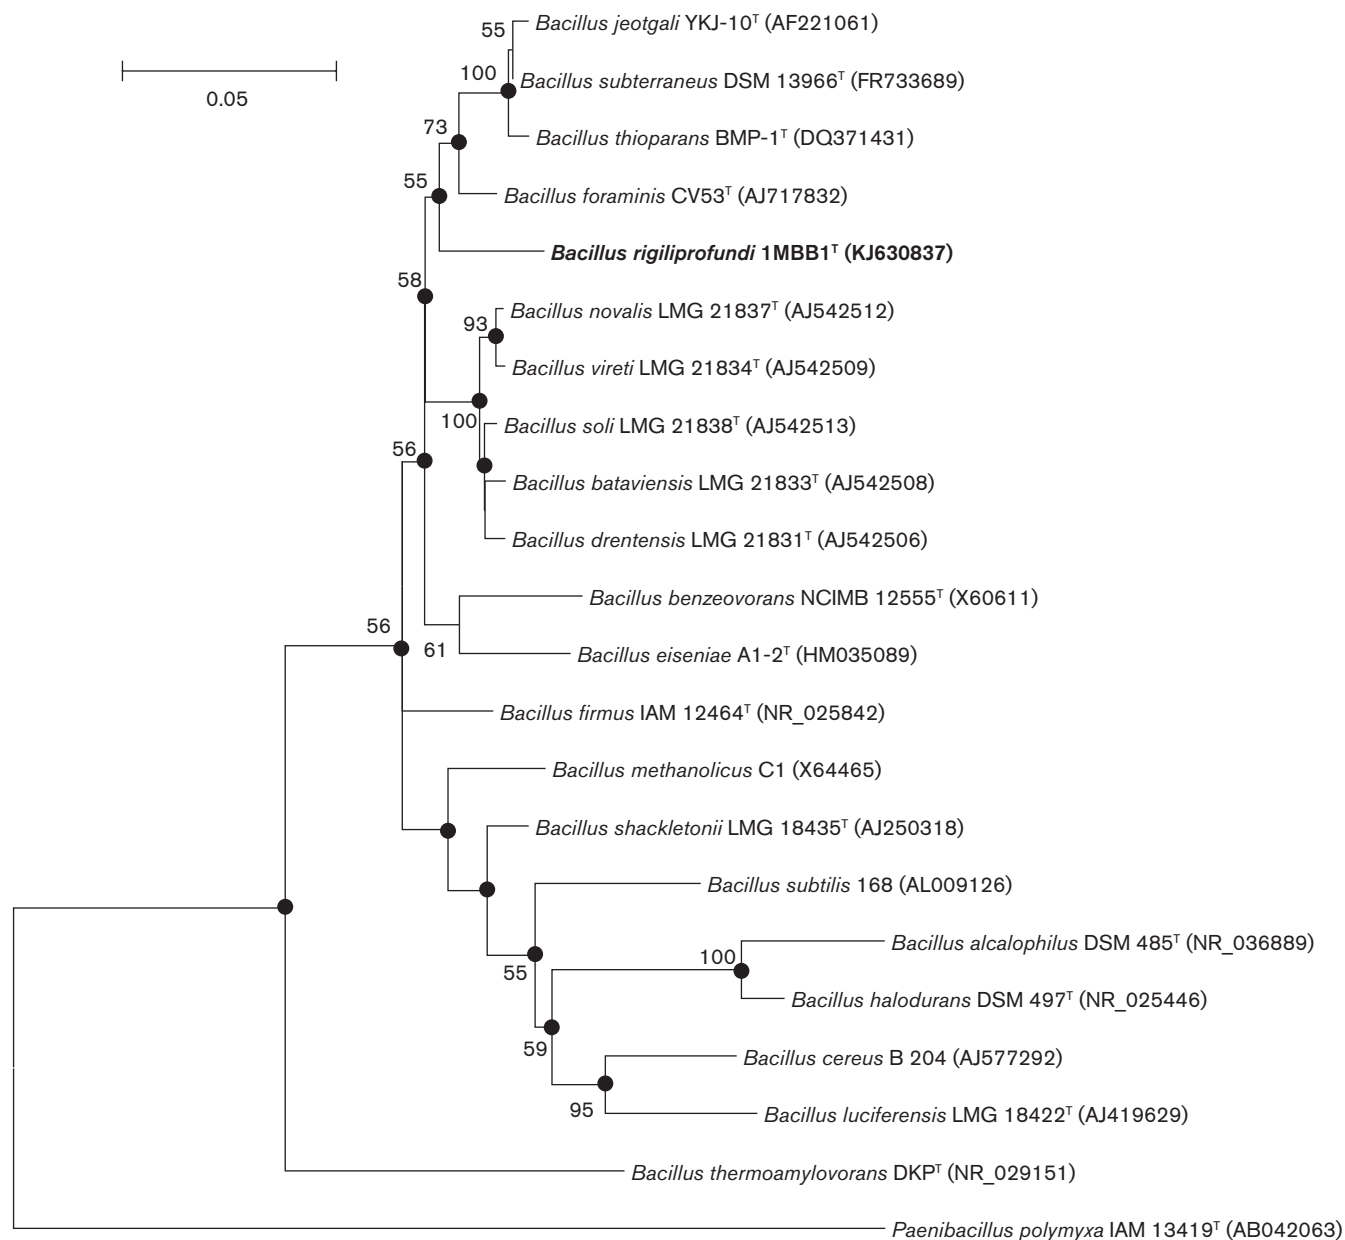 55
Bacillus jeotgali YKJ-10ᵀ (AF221061)
0.05
100
Bacillus subterraneus DSM 13966ᵀ (FR733689)
73
Bacillus thioparans BMP-1ᵀ (DQ371431)
55
Bacillus foraminis CV53ᵀ (AJ717832)
Bacillus rigiliprofundi 1MBB1ᵀ (KJ630837)
58
Bacillus novalis LMG 21837ᵀ (AJ542512)
93
Bacillus vireti LMG 21834ᵀ (AJ542509)
100
Bacillus soli LMG 21838ᵀ (AJ542513)
56
Bacillus bataviensis LMG 21833ᵀ (AJ542508)
Bacillus drentensis LMG 21831ᵀ (AJ542506)
Bacillus benzeovorans NCIMB 12555ᵀ (X60611)
56
61
Bacillus eiseniae A1-2ᵀ (HM035089)
Bacillus firmus IAM 12464ᵀ (NR_025842)
Bacillus methanolicus C1 (X64465)
Bacillus shackletonii LMG 18435ᵀ (AJ250318)
Bacillus subtilis 168 (AL009126)
55
Bacillus alcalophilus DSM 485ᵀ (NR_036889)
100
Bacillus halodurans DSM 497ᵀ (NR_025446)
59
Bacillus cereus B 204 (AJ577292)
95
Bacillus luciferensis LMG 18422ᵀ (AJ419629)
Bacillus thermoamylovorans DKPᵀ (NR_029151)
Paenibacillus polymyxa IAM 13419ᵀ (AB042063)